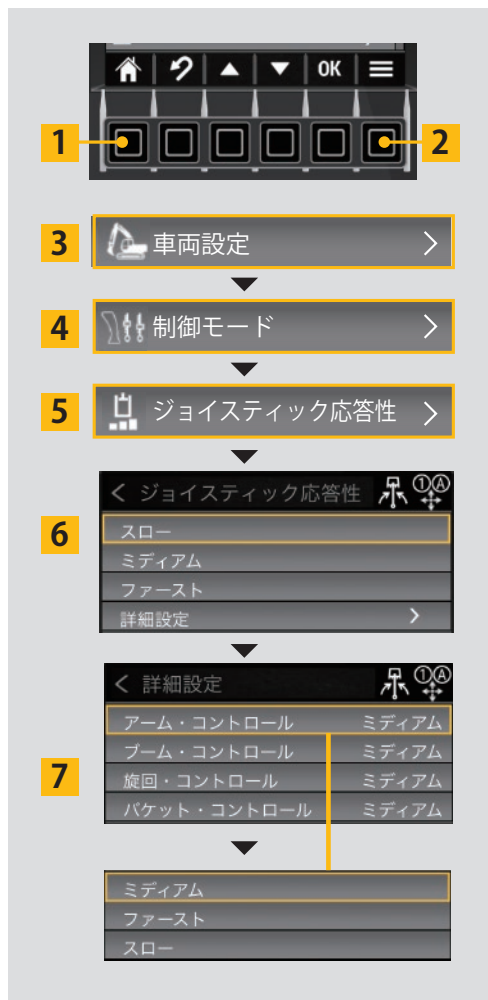 OK
1
2
3 車両設定
4 制御モード
5 ジョイスティック応答性
6
ジョイスティック応答性 1 A
スロー
ミディアム
ファースト
詳細設定
7
詳細設定 1 A
アーム・コントロール ミディアム
ブーム・コントロール ミディアム
旋回・コントロール ミディアム
バケット・コントロール ミディアム
ミディアム
ファースト
スロー